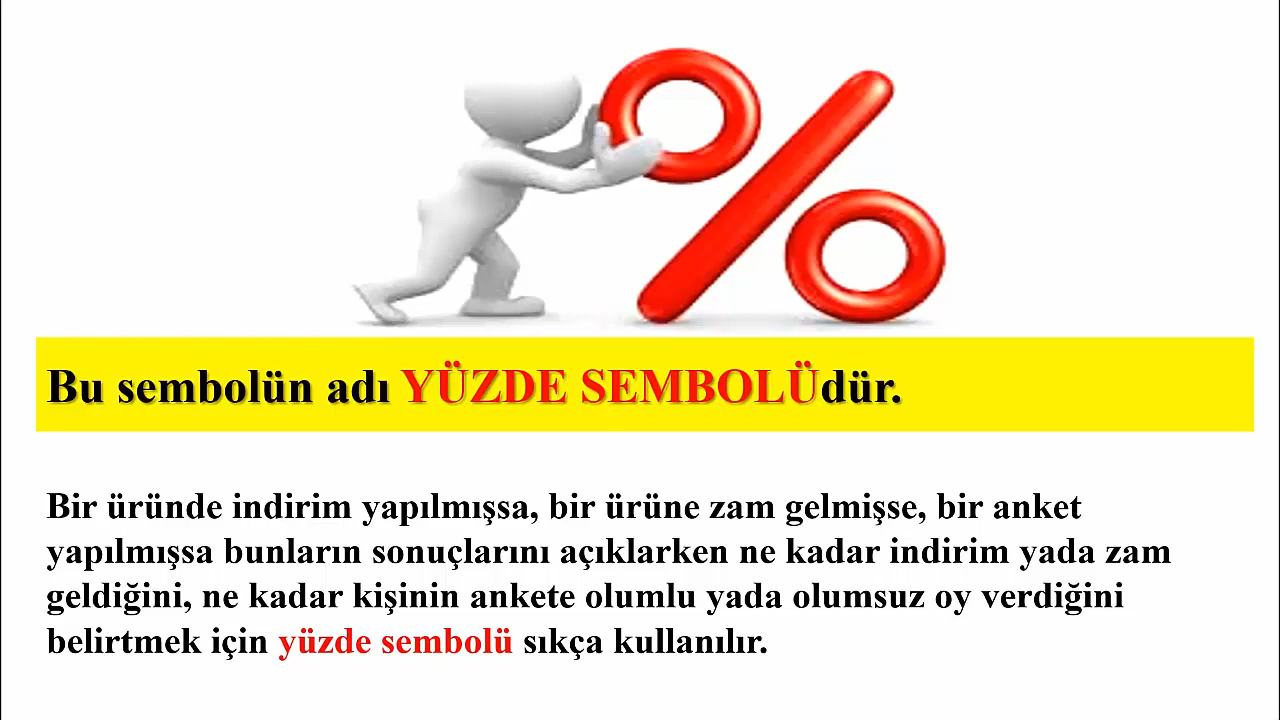 %
Bu sembolün adı YÜZDE SEMBOLÜdür.
Bir üründe indirim yapılmışsa, bir ürüne zam gelmişse, bir anket
yapılmışsa bunların sonuçlarını açıklarken ne kadar indirim yada zam
geldiğini, ne kadar kişinin ankete olumlu yada olumsuz oy verdiğini
belirtmek için yüzde sembolü sıkça kullanılır.